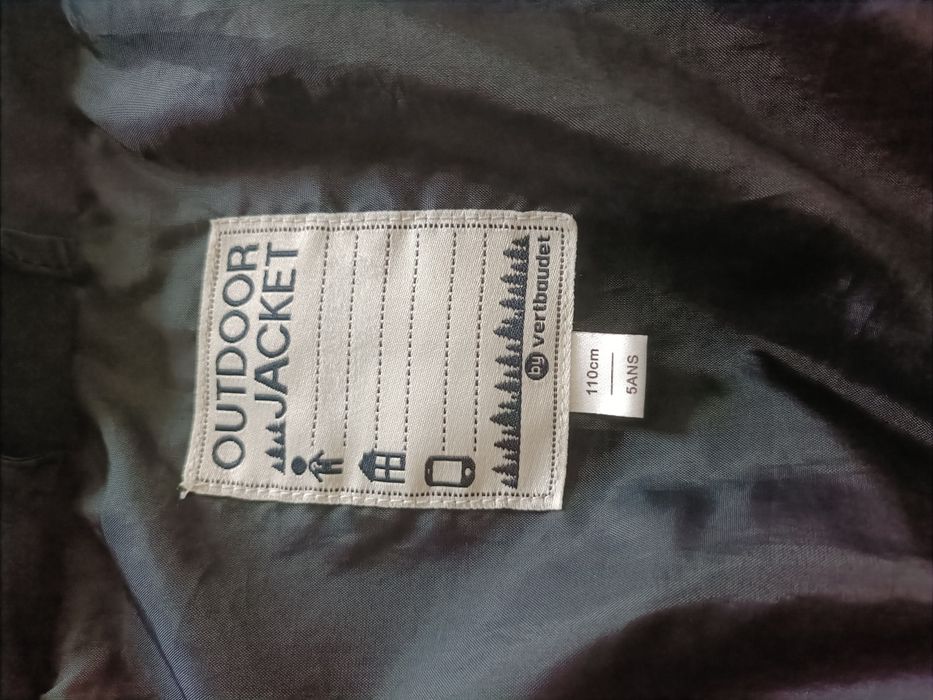 OUTDOOR
JACKET
by vertbaudet
110cm
5ANS